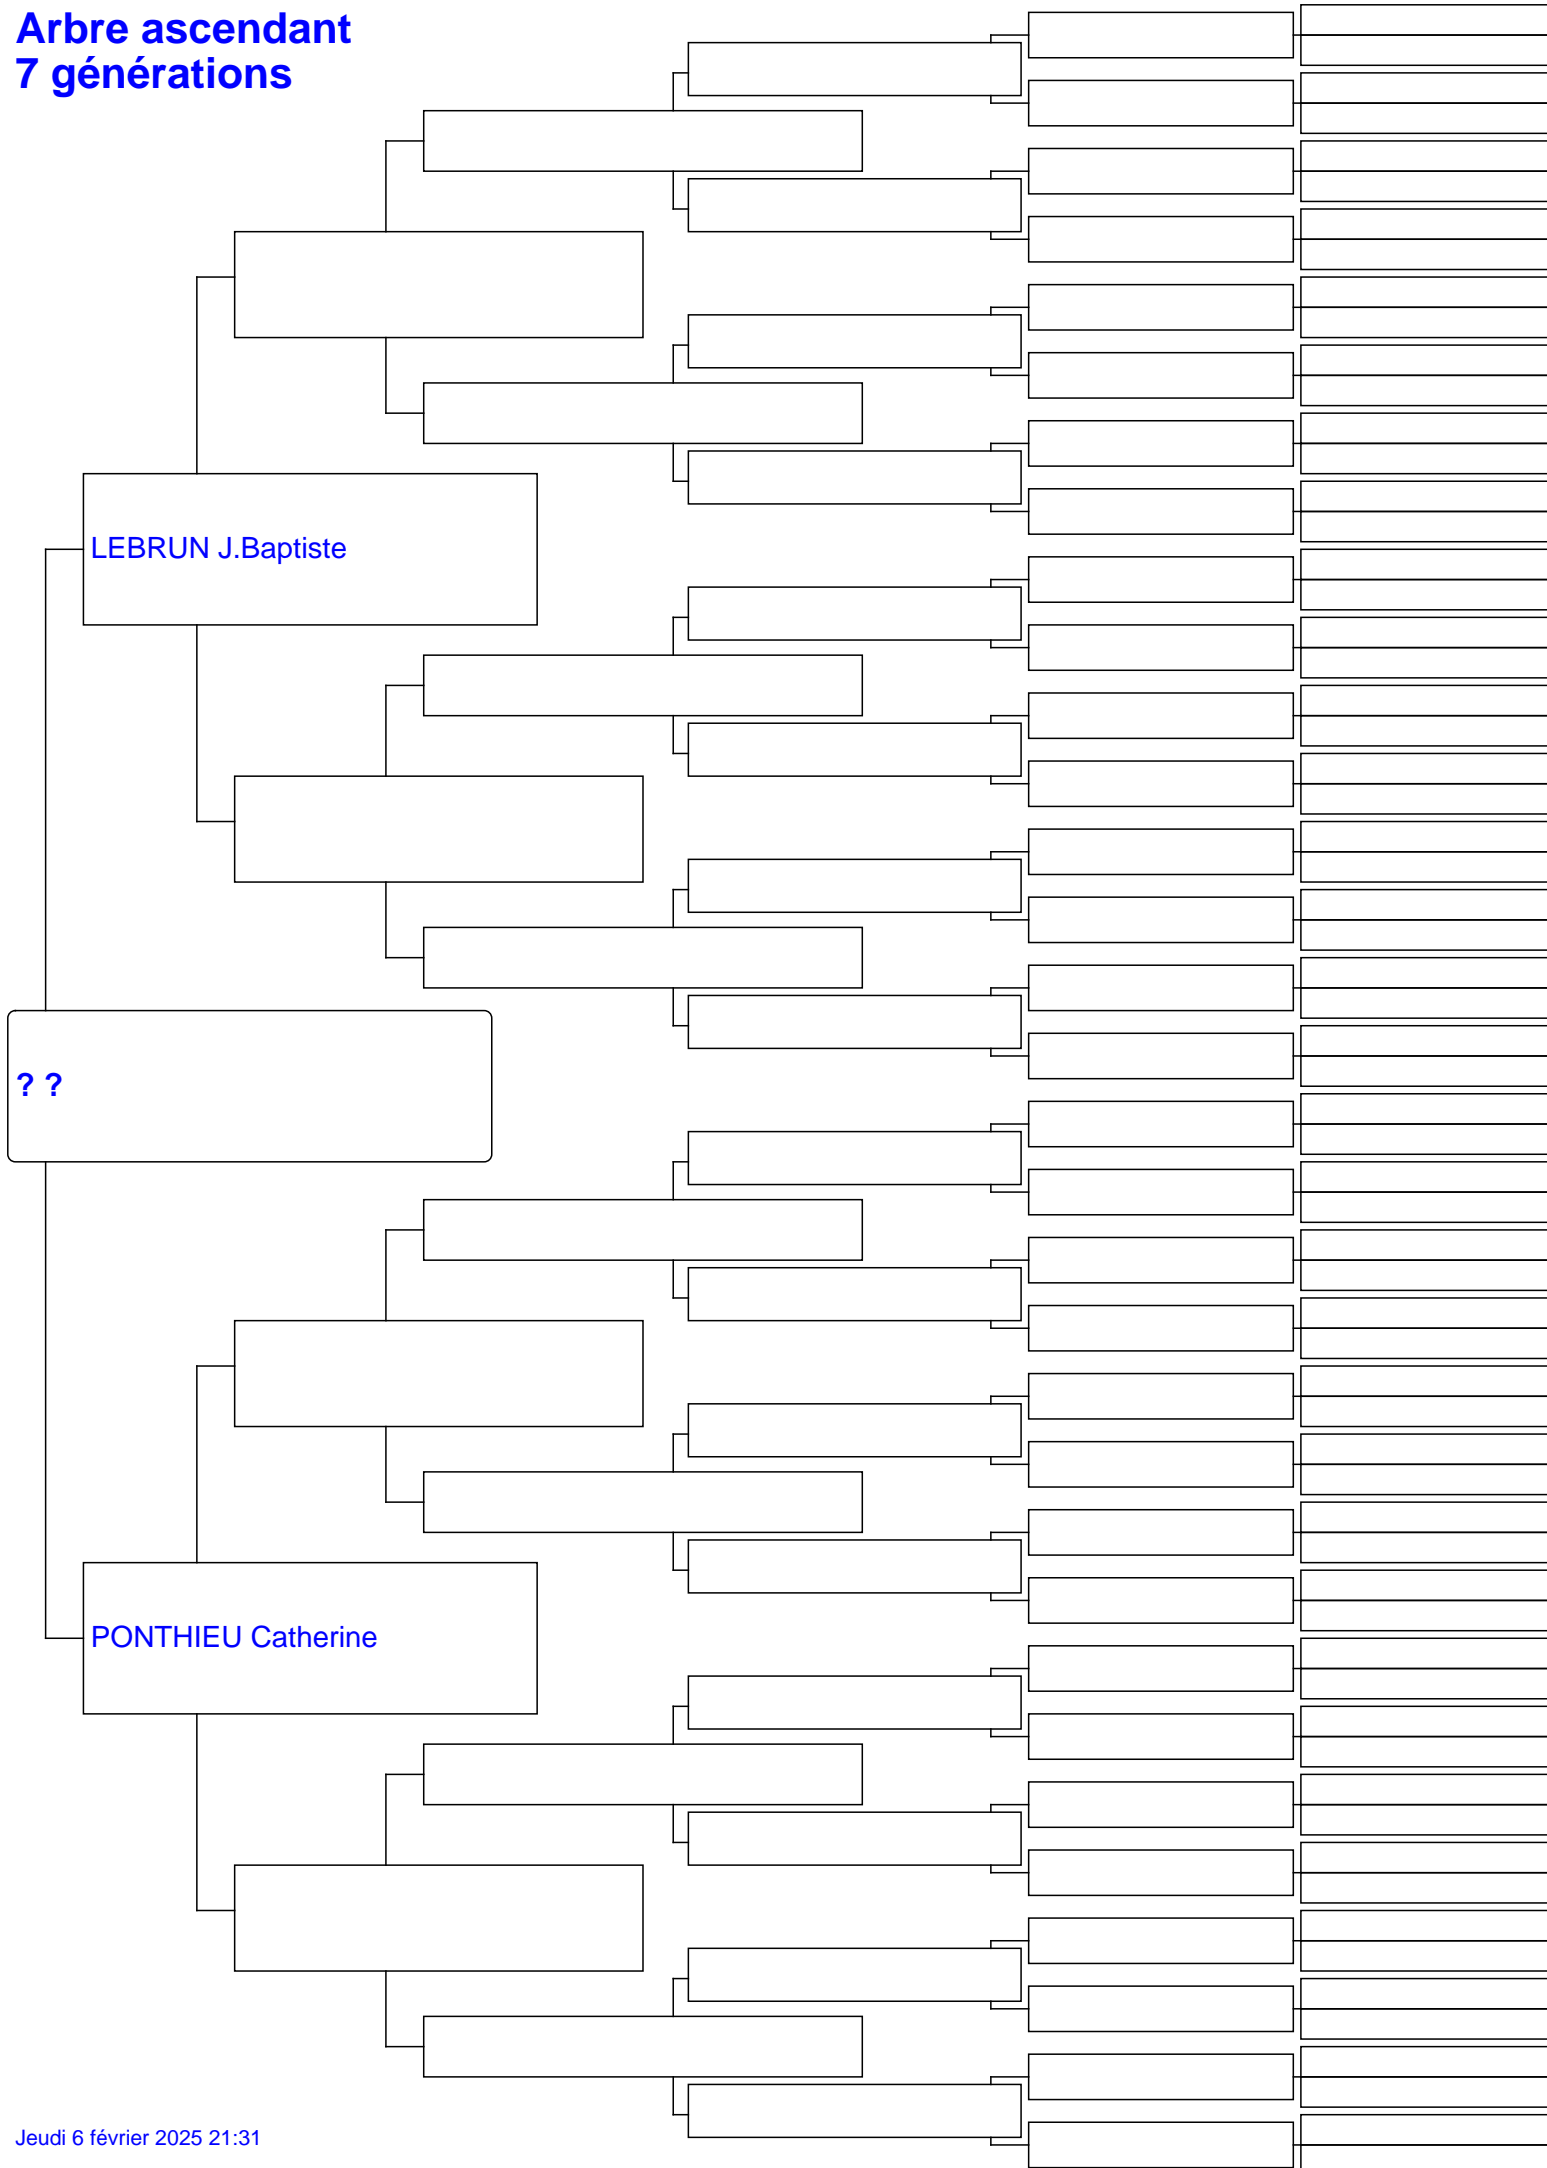 Arbre ascendant
7 générations
LEBRUN J.Baptiste
? ?
PONTHIEU Catherine
Jeudi 6 février 2025 21:31